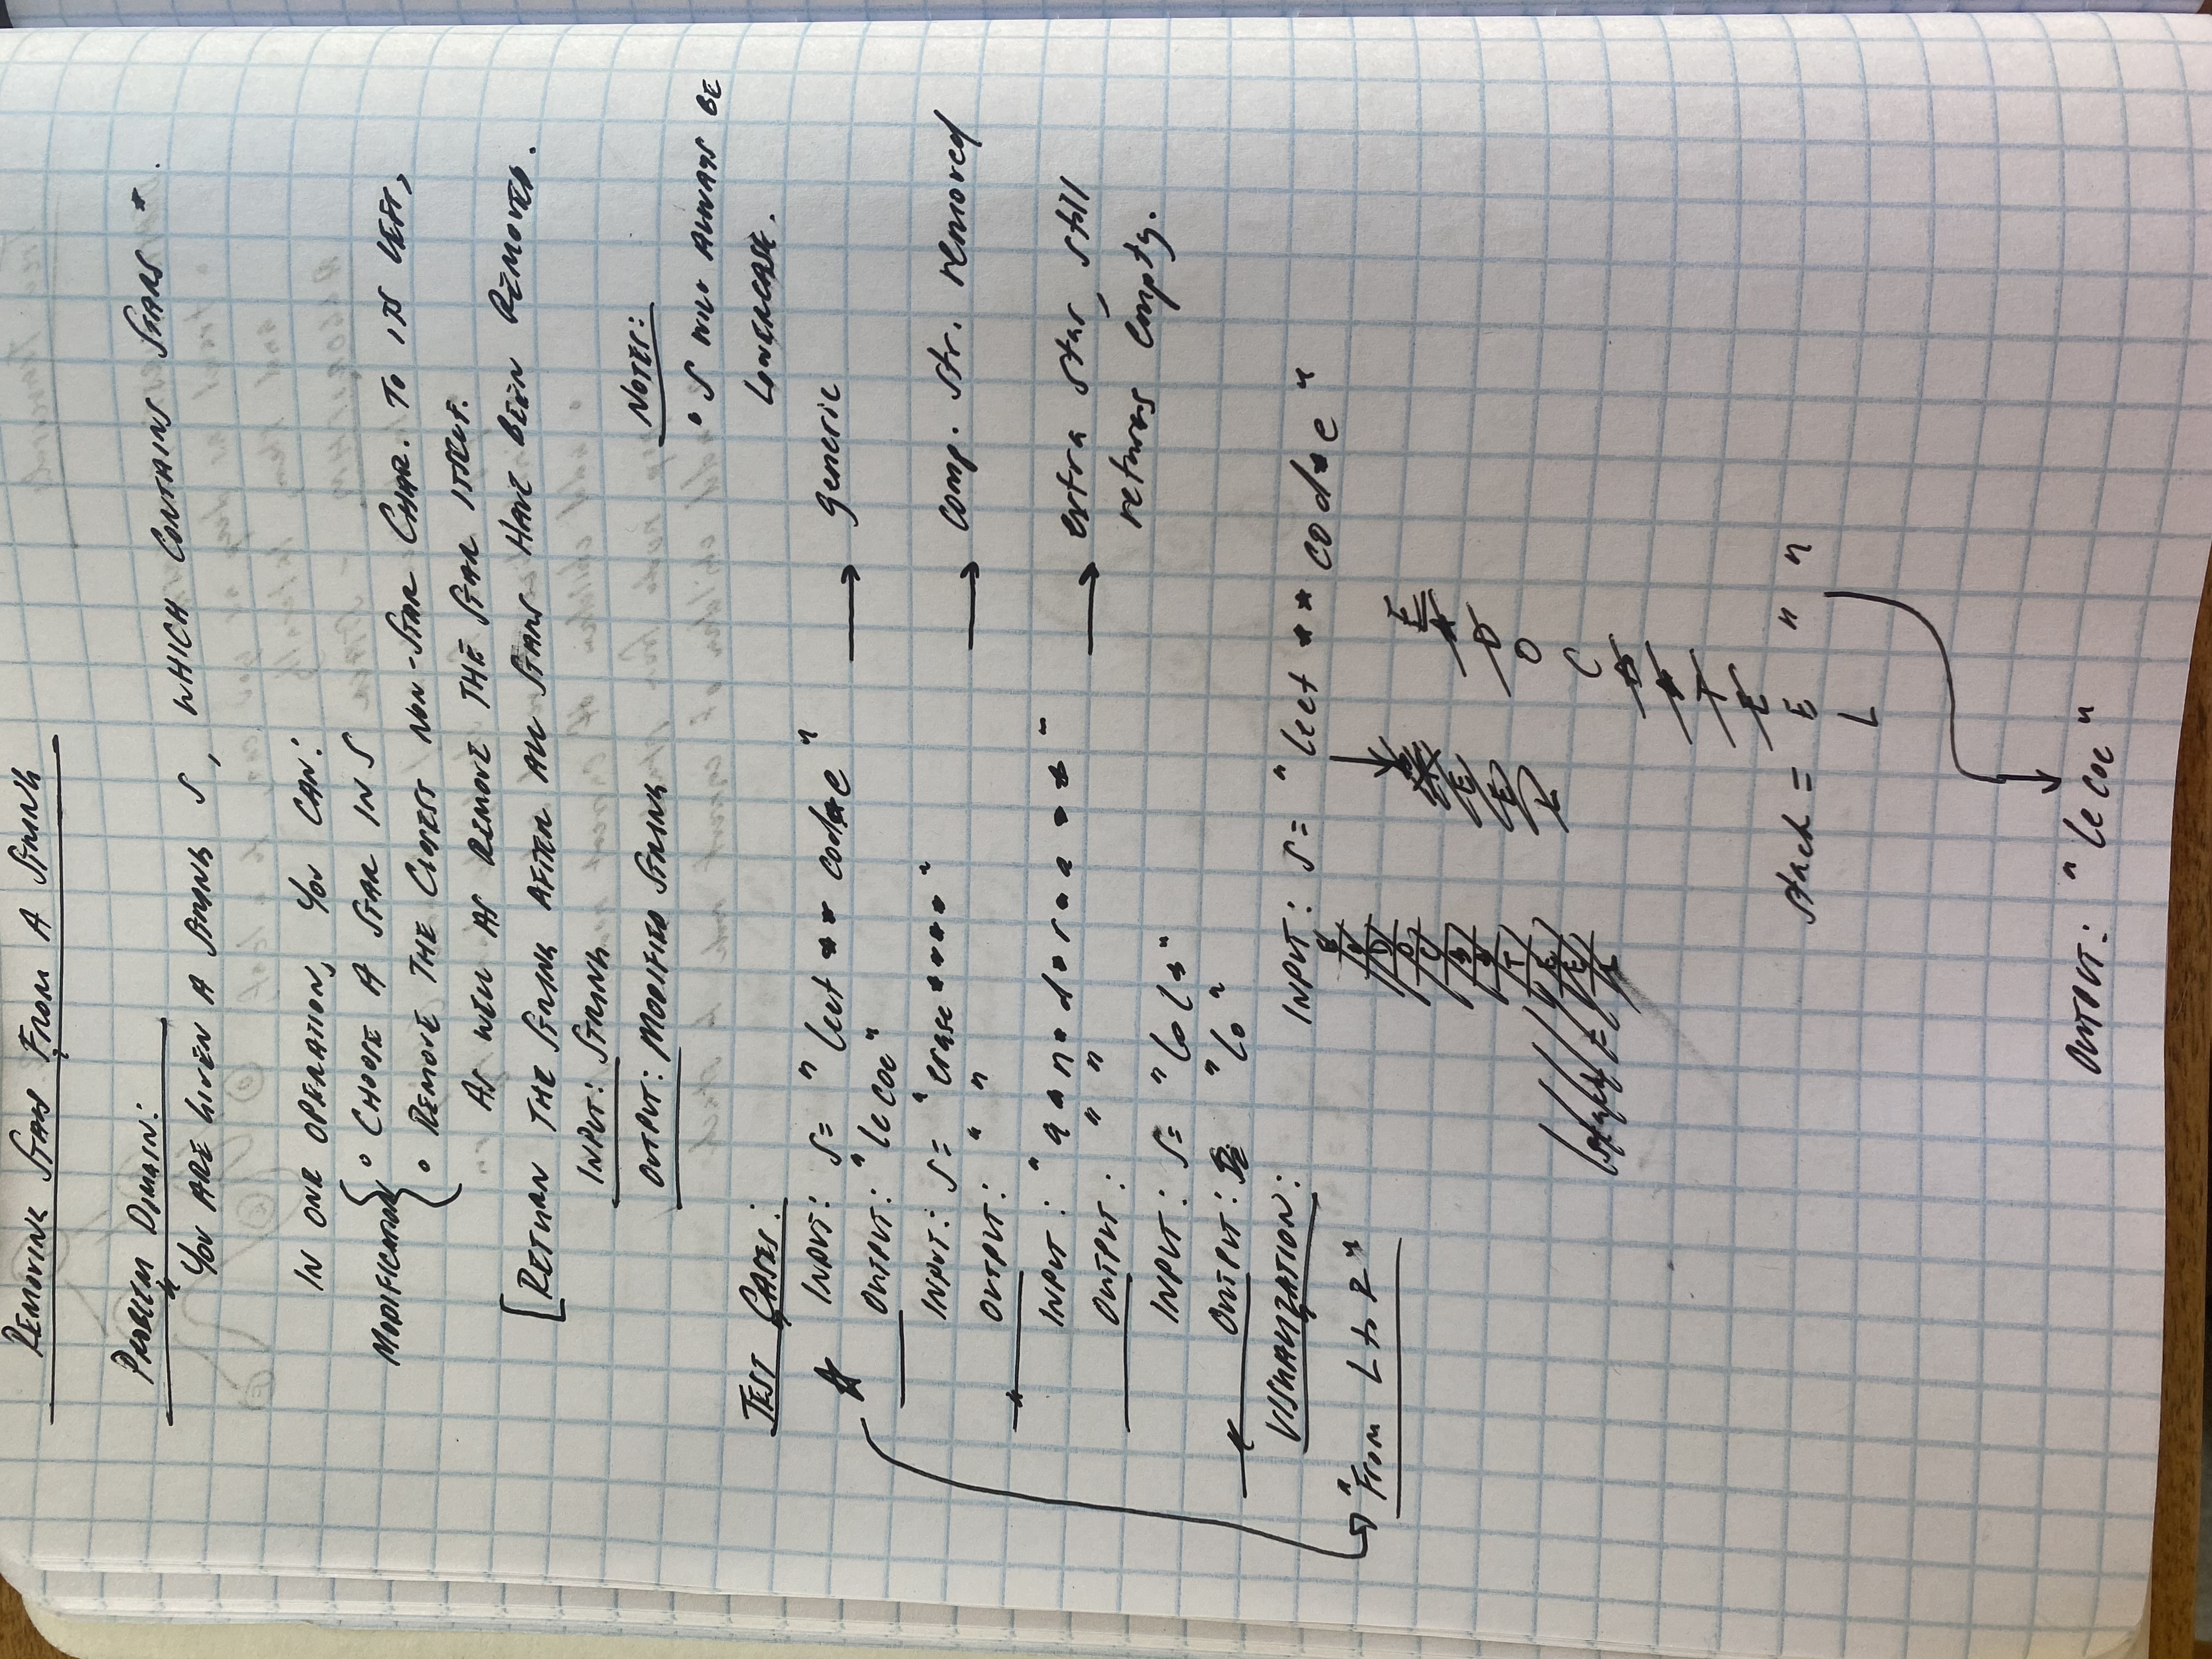 REMOVING STARS FROM A STRING
PROBLEM DOMAIN:
YOU ARE GIVEN A STRING S, WHICH CONTAINS STARS *.
IN ONE OPERATION, YOU CAN:
MODIFICATION { • CHOOSE A STAR IN S
• REMOVE THE CLOSEST NON-STAR CHAR. TO ITS LEFT,
AS WELL AS REMOVE THE STAR ITSELF.
[RETURN THE STRING AFTER ALL STARS HAVE BEEN REMOVED.
INPUT: STRING
OUTPUT: MODIFIED STRING
NOTES:
• S WILL ALWAYS BE
LOWERCASE.
TEST CASES:
INPUT: S= "leet ** cod*e" → generic
OUTPUT: "lecoe"
INPUT: S= "erase****" → comp. str. removed
OUTPUT: " "
INPUT: "a*n*d*r*a**" → extra star, still
returns empty.
OUTPUT: " "
INPUT: S= "lol*"
OUTPUT: "lo"
VISUALIZATION:
INPUT: S= "leet ** cod*e"
"From L to R"
E
*
D
O
C
*
*
T
E
stack = E " "
L
OUTPUT: "lecoe"